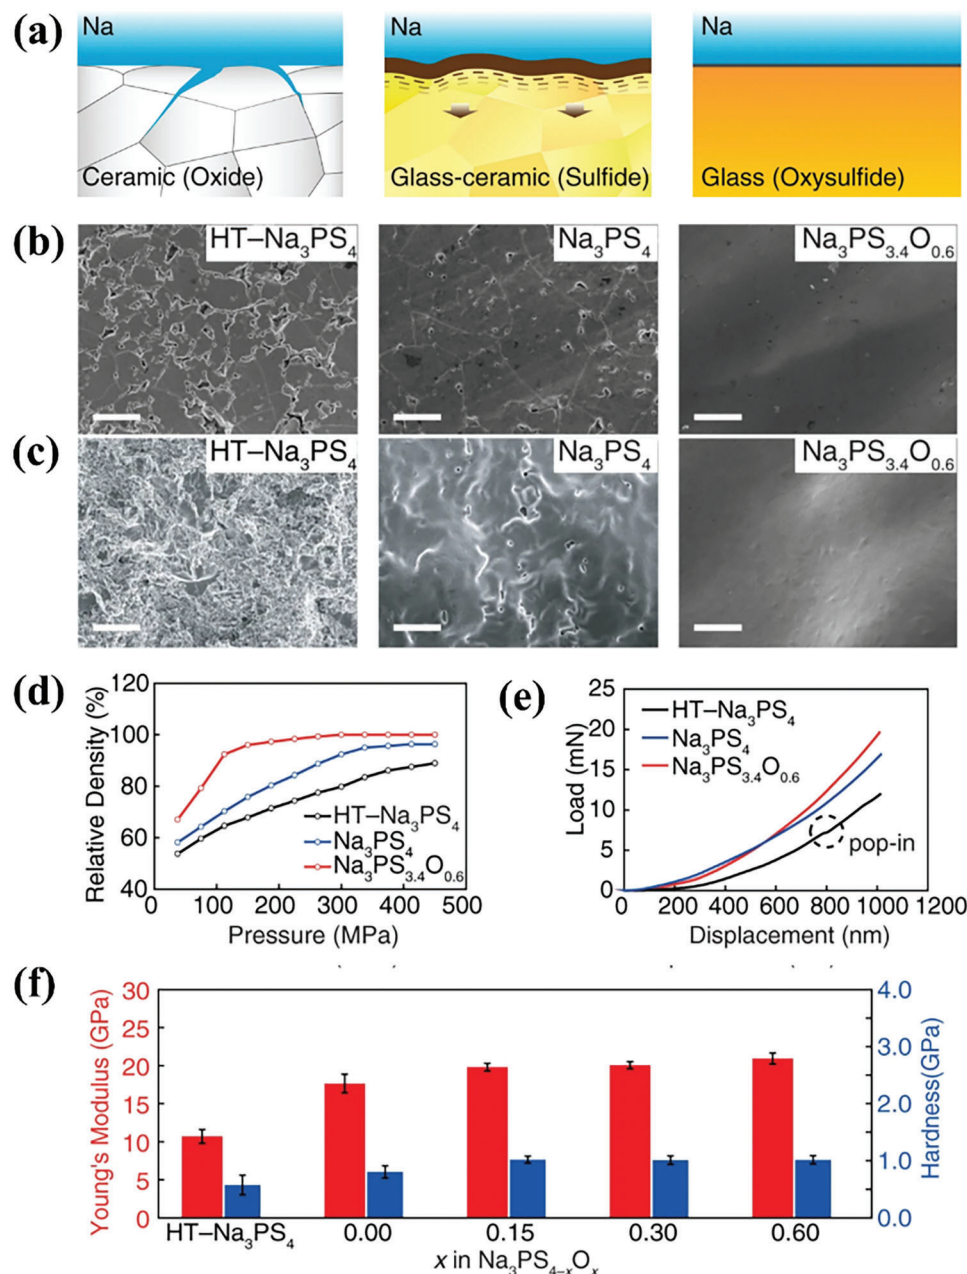 (a)
Na
Na
Na
Ceramic (Oxide)
Glass-ceramic (Sulfide)
Glass (Oxysulfide)
(b)
HT–Na₃PS₄
Na₃PS₄
Na₃PS₃.₄O₀.₆
(c)
HT–Na₃PS₄
Na₃PS₄
Na₃PS₃.₄O₀.₆
(d)
120
100
80
60
40
Relative Density (%)
HT–Na₃PS₄
Na₃PS₄
Na₃PS₃.₄O₀.₆
0 100 200 300 400 500
Pressure (MPa)
(e)
25
20
15
10
5
0
Load (mN)
HT–Na₃PS₄
Na₃PS₄
Na₃PS₃.₄O₀.₆
pop-in
0 200 400 600 800 1000 1200
Displacement (nm)
(f)
30
25
20
15
10
5
0
Young's Modulus (GPa)
4.0
3.0
2.0
1.0
0.0
Hardness(GPa)
HT–Na₃PS₄ 0.00 0.15 0.30 0.60
x in Na₃PS₄₋ₓOₓ